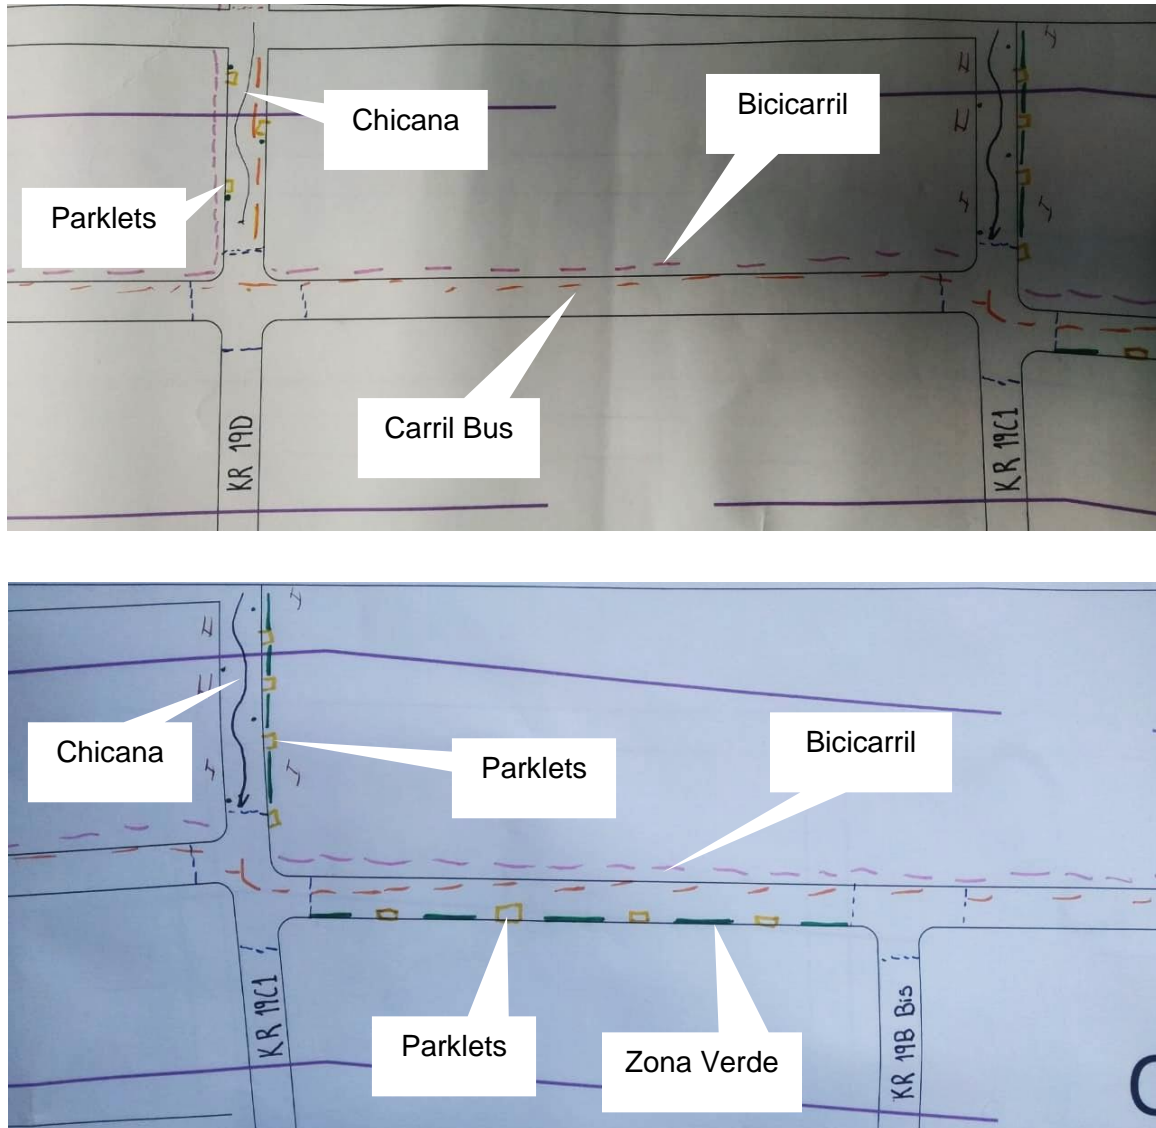 Chicana
Bicicarril
Parklets
Carril Bus
KR 19D
KR 19C1
Chicana
Parklets
Bicicarril
Parklets
Zona Verde
KR 19C1
KR 19B Bis